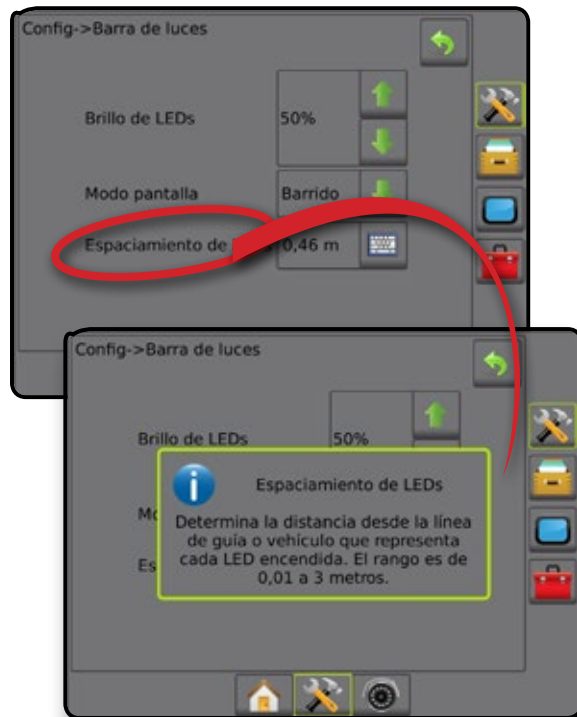 Config->Barra de luces
Brillo de LEDs
50%
Modo pantalla
Barrido
Espaciamiento de
0,46 m
Config->Barra de luces
Brillo de LEDs
50%
Mo
Es
Espaciamiento de LEDs
Determina la distancia desde la línea
de guía o vehículo que representa
cada LED encendida. El rango es de
0,01 a 3 metros.